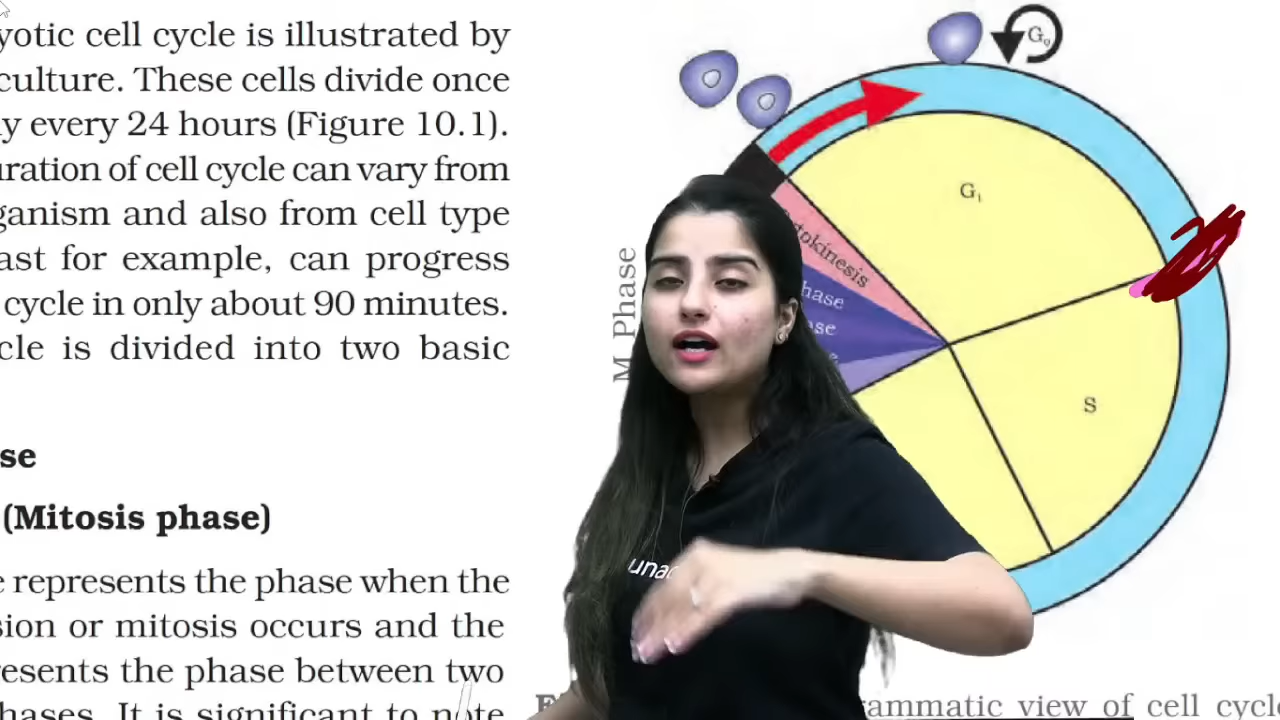 yotic cell cycle is illustrated by
culture. These cells divide once
y every 24 hours (Figure 10.1).
uration of cell cycle can vary from
ganism and also from cell type
ast for example, can progress
cycle in only about 90 minutes.
cle is divided into two basic
se
(Mitosis phase)
e represents the phase when the
sion or mitosis occurs and the
resents the phase between two
hases. It is significant to note
G₀
G₁
S
tokinesis
hase
ase
M Phase
unac
rammatic view of cell cycle